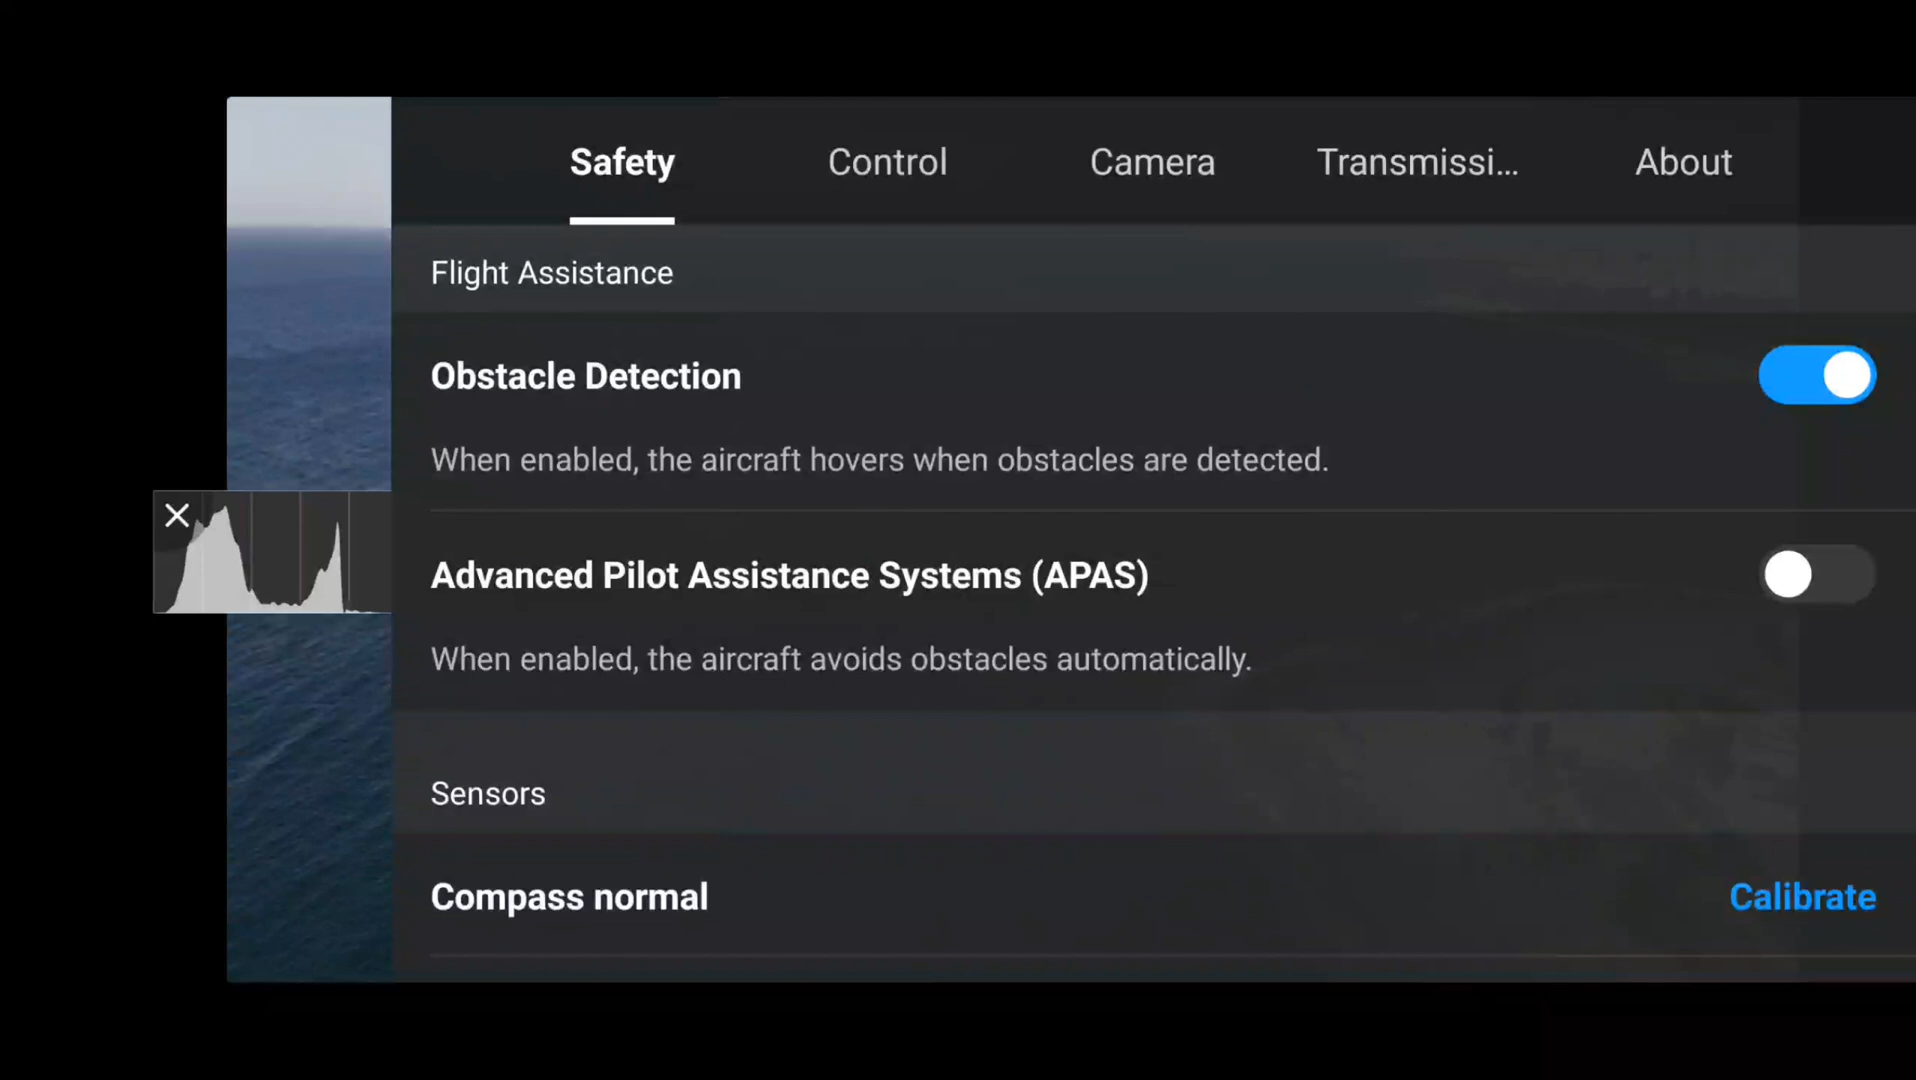 Safety Control Camera Transmissi... About
Flight Assistance
Obstacle Detection
When enabled, the aircraft hovers when obstacles are detected.
Advanced Pilot Assistance Systems (APAS)
When enabled, the aircraft avoids obstacles automatically.
Sensors
Compass normal Calibrate